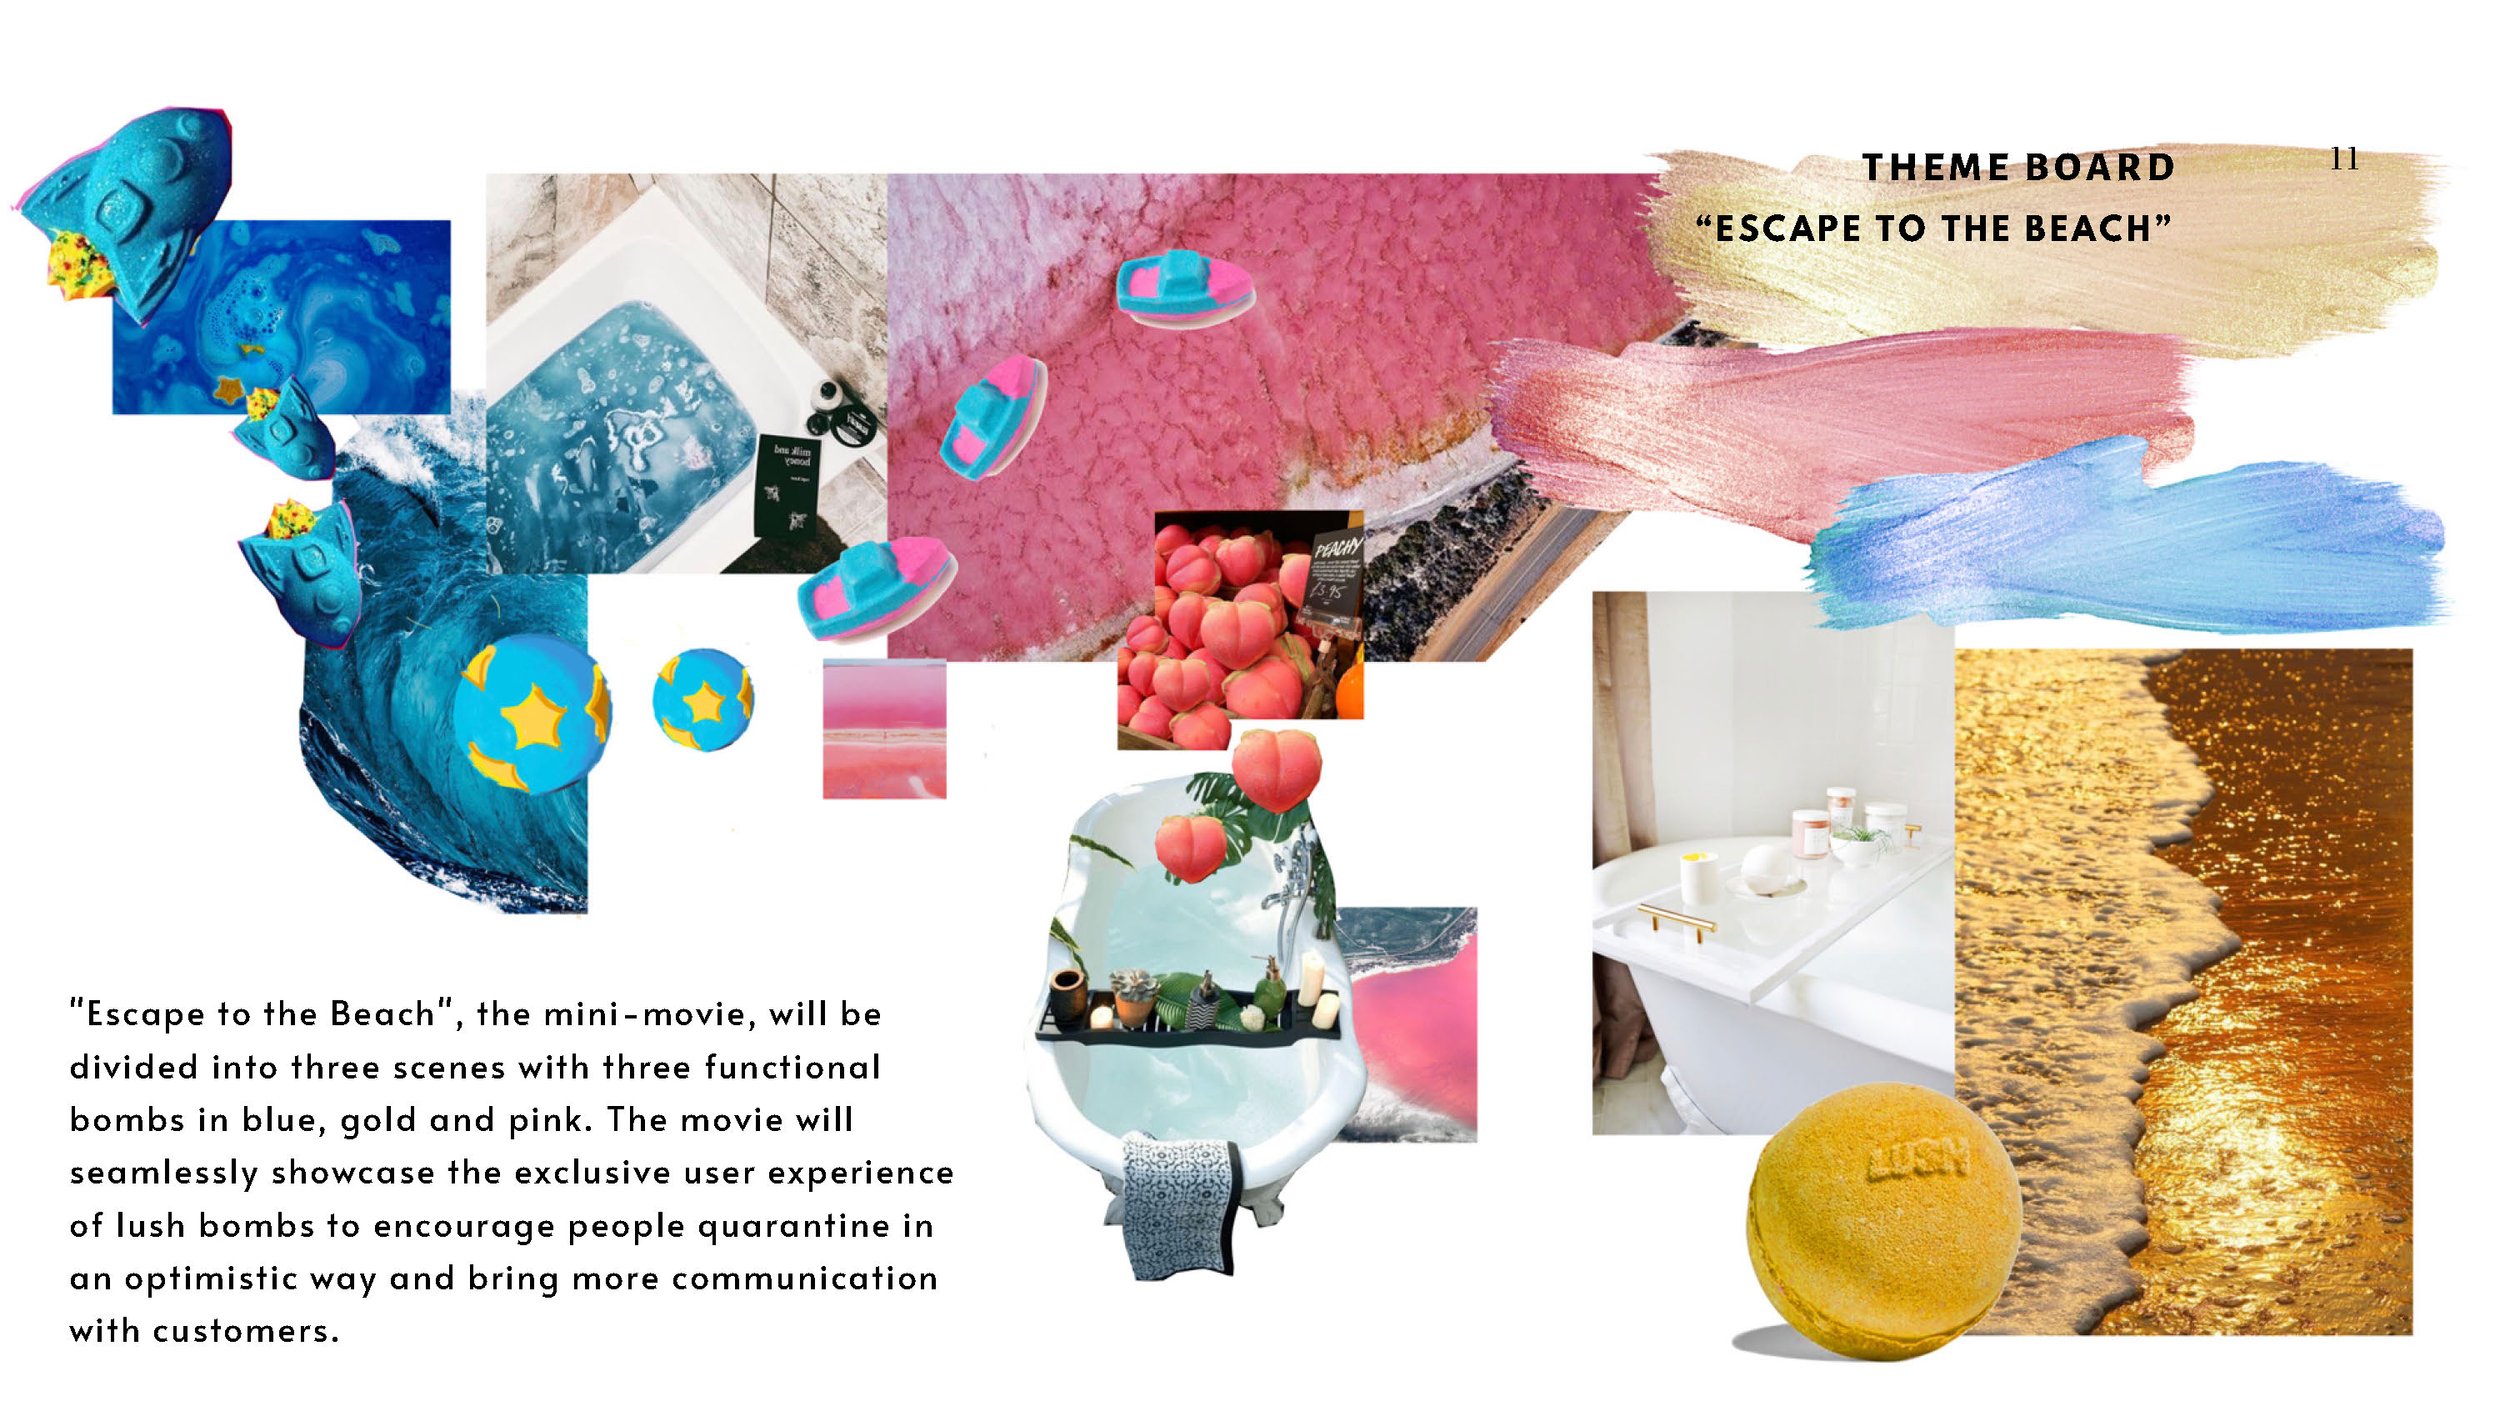 THEME BOARD
11
“ESCAPE TO THE BEACH”
milk and
honey
PEACHY
£3.95
LUSH
"Escape to the Beach", the mini-movie, will be
divided into three scenes with three functional
bombs in blue, gold and pink. The movie will
seamlessly showcase the exclusive user experience
of lush bombs to encourage people quarantine in
an optimistic way and bring more communication
with customers.